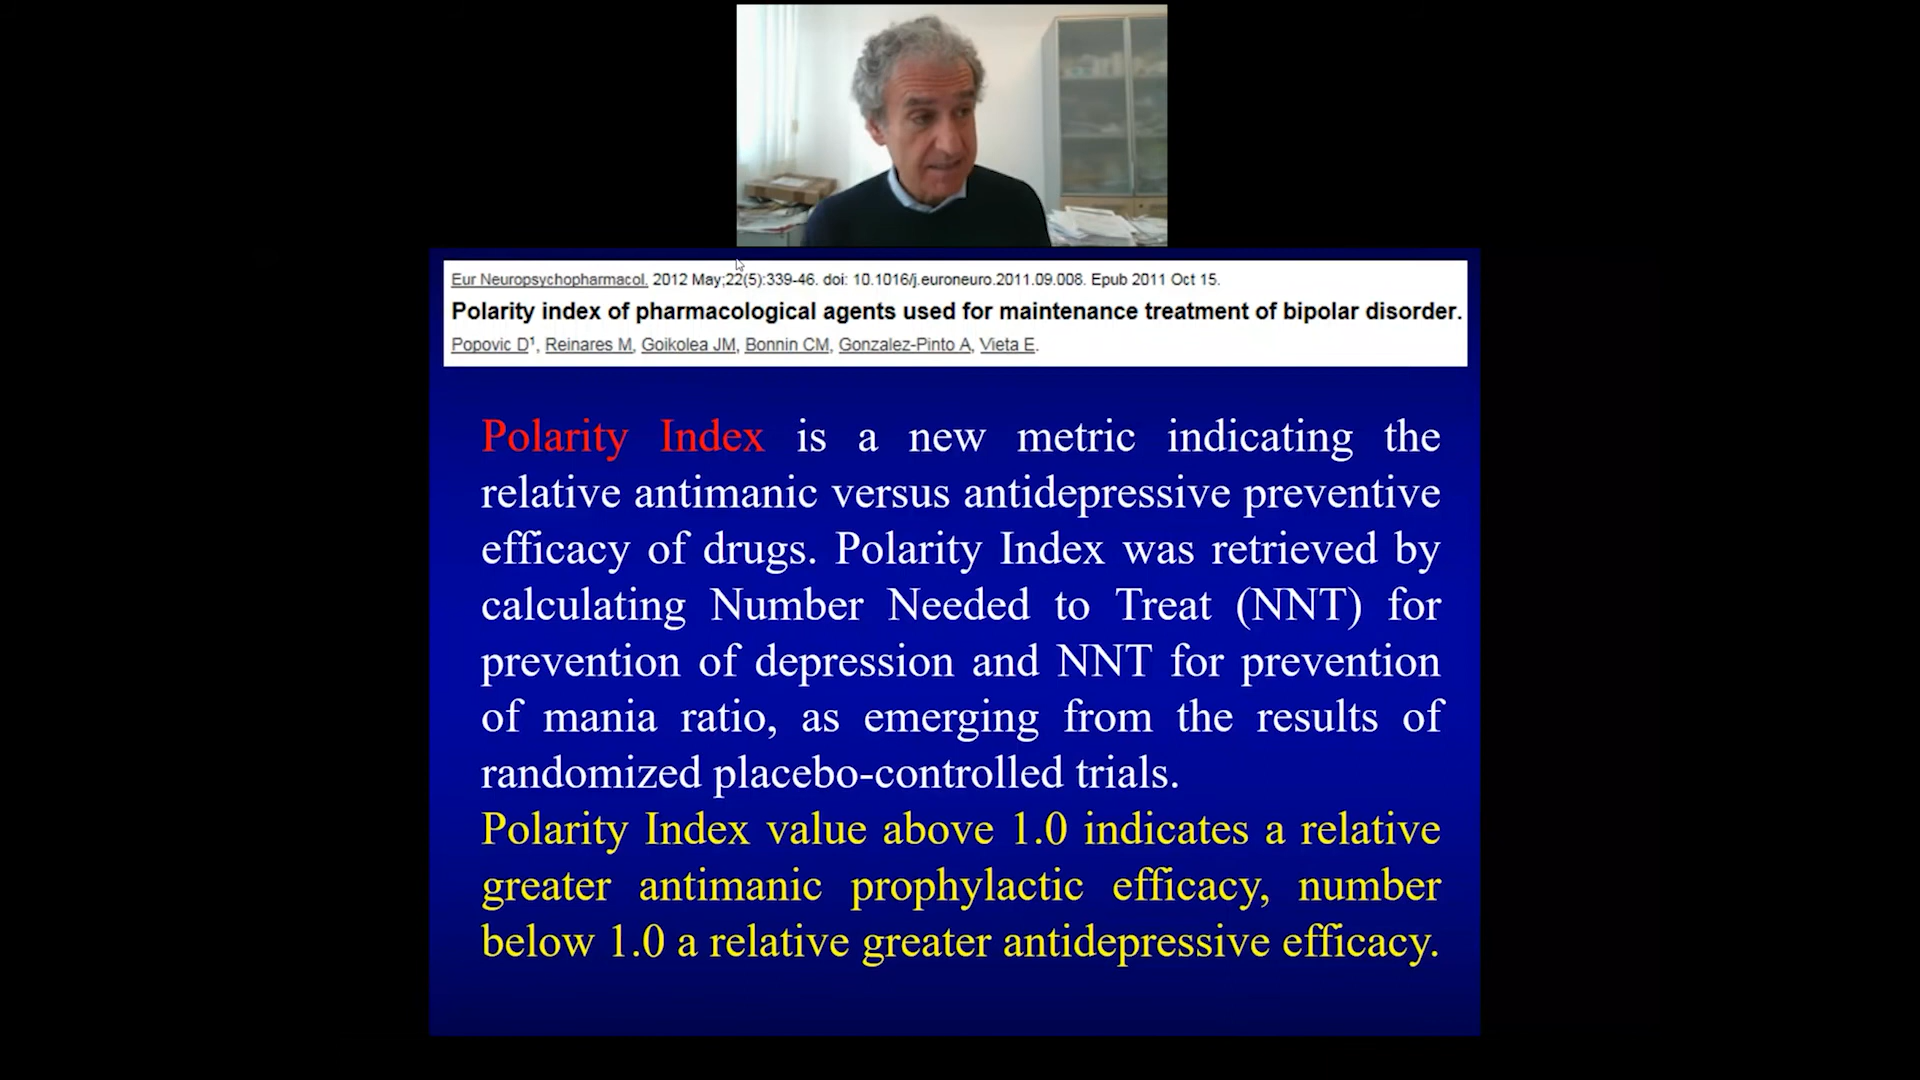 Eur Neuropsychopharmacol. 2012 May;22(5):339-46. doi: 10.1016/j.euroneuro.2011.09.008. Epub 2011 Oct 15.
Polarity index of pharmacological agents used for maintenance treatment of bipolar disorder.
Popovic D¹, Reinares M, Goikolea JM, Bonnin CM, Gonzalez-Pinto A, Vieta E.
Polarity Index is a new metric indicating the
relative antimanic versus antidepressive preventive
efficacy of drugs. Polarity Index was retrieved by
calculating Number Needed to Treat (NNT) for
prevention of depression and NNT for prevention
of mania ratio, as emerging from the results of
randomized placebo-controlled trials.
Polarity Index value above 1.0 indicates a relative
greater antimanic prophylactic efficacy, number
below 1.0 a relative greater antidepressive efficacy.